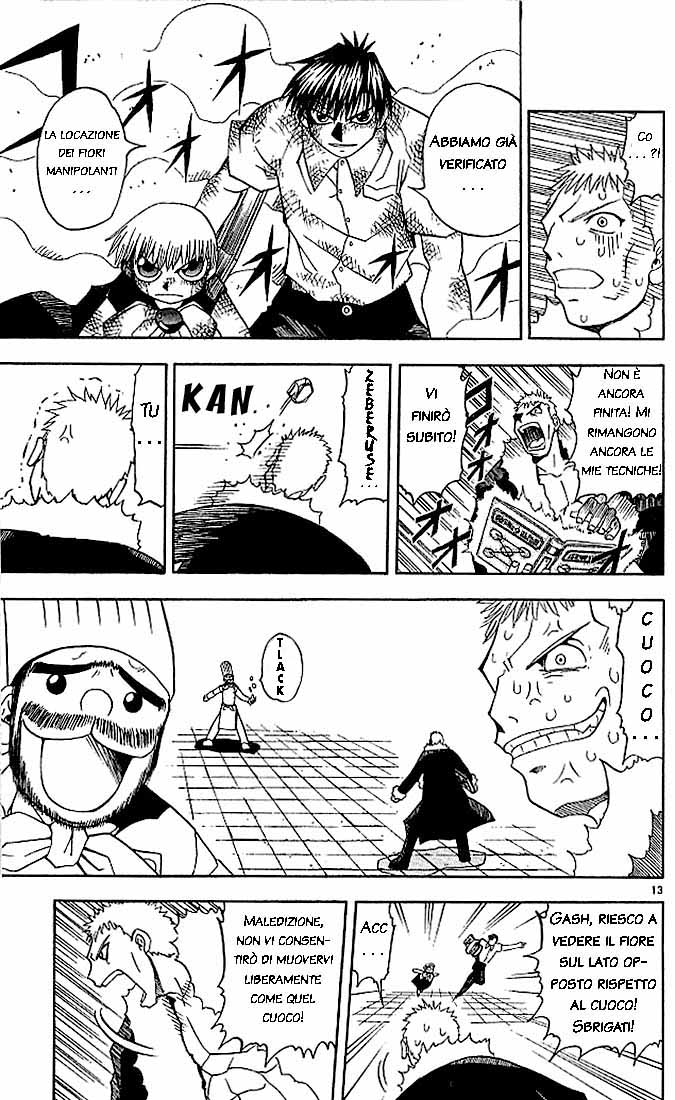 Co
...?!
Abbiamo già
verificato
...
la locazione
dei fiori
manipolanti
...
Non è
ancora
finita! Mi
rimangono
ancora le
mie tecniche!
Vi
finirò
subito!
ZEBERUSE...
KAN
Tu
...
CUOCO...
TLACK
13
Gash, riesco a
vedere il fiore
sul lato op-
posto rispetto
al cuoco!
Sbrigati!
Acc
...
Maledizione,
non vi consen-
tirò di muovervi
liberamente
come quel
cuoco!